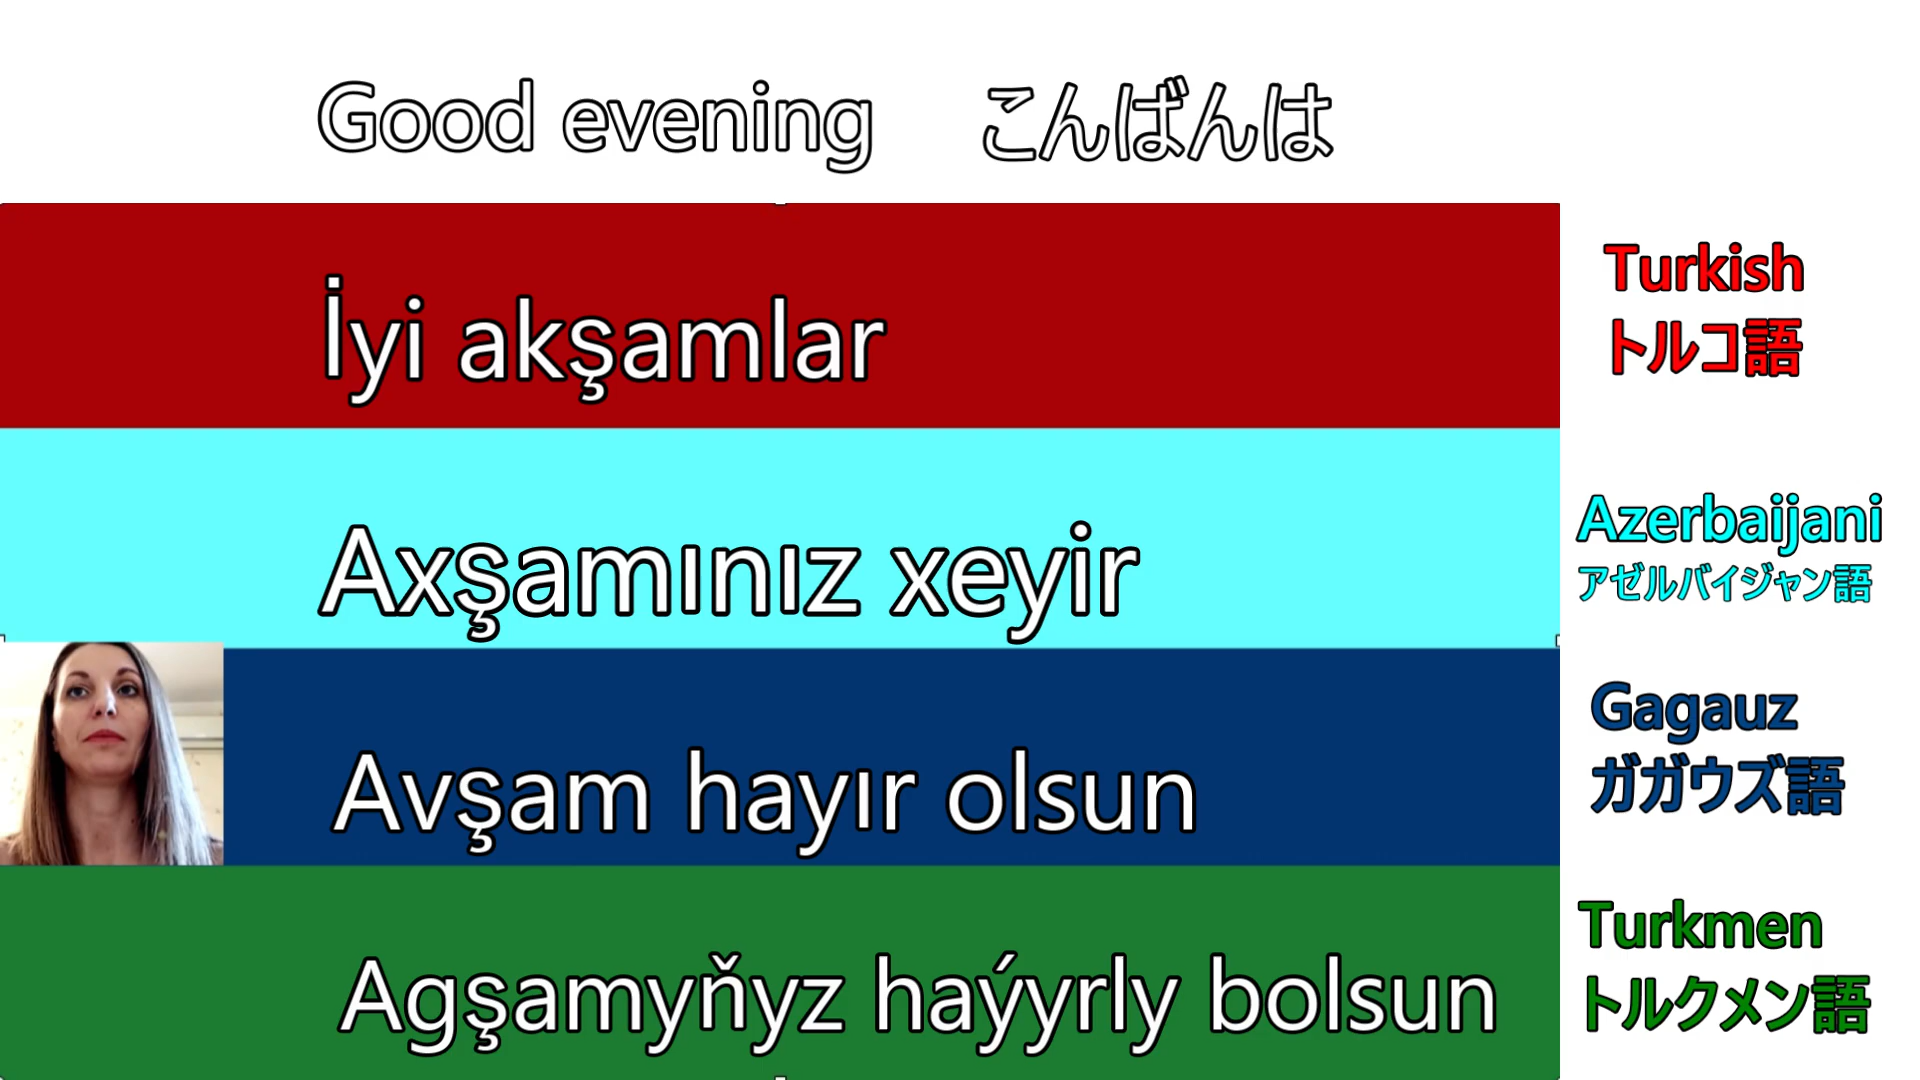 Good evening こんばんは
İyi akşamlar
Turkish
トルコ語
Axşamınız xeyir
Azerbaijani
アゼルバイジャン語
Avşam hayır olsun
Gagauz
ガガウズ語
Agşamyňyz haýyrly bolsun
Turkmen
トルクメン語